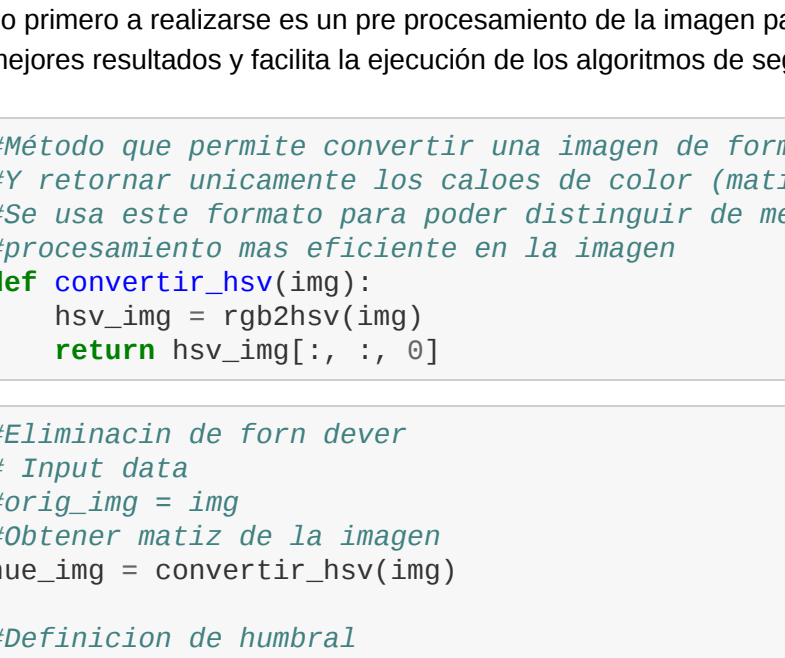 o primero a realizarse es un pre procesamiento de la imagen pa
mejores resultados y facilita la ejecución de los algoritmos de seg
#Método que permite convertir una imagen de form
#Y retornar unicamente los caloes de color (mati
#Se usa este formato para poder distinguir de me
#procesamiento mas eficiente en la imagen
def convertir_hsv(img):
    hsv_img = rgb2hsv(img)
    return hsv_img[:, :, 0]
#Eliminacin de forn dever
# Input data
#orig_img = img
#Obtener matiz de la imagen
hue_img = convertir_hsv(img)
#Definicion de humbral